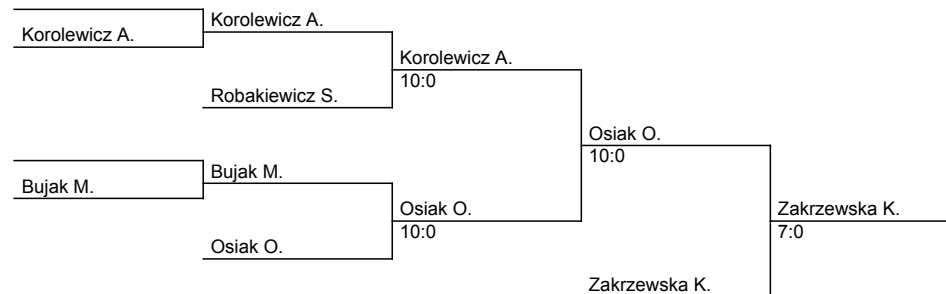 Korolewicz A.
Korolewicz A.
Korolewicz A.
10:0
Robakiewicz S.
Osiak O.
10:0
Bujak M.
Bujak M.
Osiak O.
10:0
Osiak O.
Zakrzewska K.
7:0
Zakrzewska K.